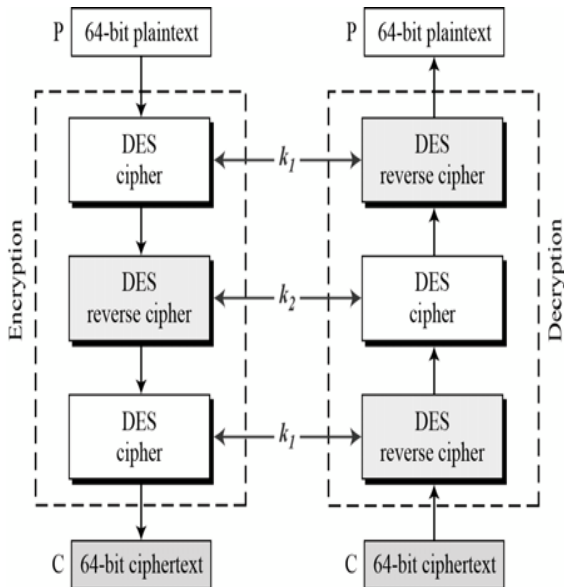 P 64-bit plaintext
P 64-bit plaintext
Encryption
DES
cipher
k1
DES
reverse cipher
Decryption
DES
reverse cipher
k2
DES
cipher
DES
cipher
k1
DES
reverse cipher
C 64-bit ciphertext
C 64-bit ciphertext